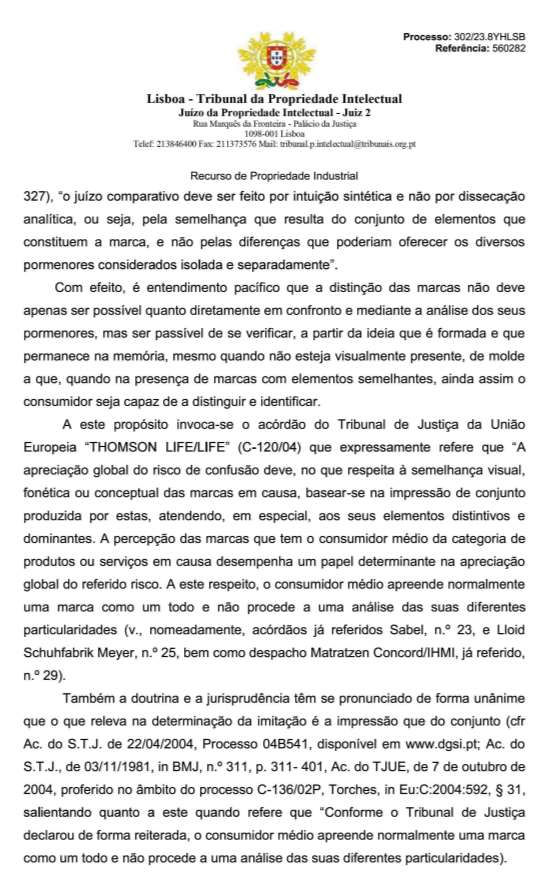 Processo: 302/23.8YHLSB
Referência: 560282
Lisboa - Tribunal da Propriedade Intelectual
Juízo da Propriedade Intelectual - Juiz 2
Rua Marquês da Fronteira - Palácio da Justiça
1098-001 Lisboa
Telef: 213846400 Fax: 211373576 Mail: tribunal.p.intelectual@tribunais.org.pt
Recurso de Propriedade Industrial
327), “o juízo comparativo deve ser feito por intuição sintética e não por dissecação
analítica, ou seja, pela semelhança que resulta do conjunto de elementos que
constituem a marca, e não pelas diferenças que poderiam oferecer os diversos
pormenores considerados isolada e separadamente”.
Com efeito, é entendimento pacífico que a distinção das marcas não deve
apenas ser possível quanto diretamente em confronto e mediante a análise dos seus
pormenores, mas ser passível de se verificar, a partir da ideia que é formada e que
permanece na memória, mesmo quando não esteja visualmente presente, de molde
a que, quando na presença de marcas com elementos semelhantes, ainda assim o
consumidor seja capaz de a distinguir e identificar.
A este propósito invoca-se o acórdão do Tribunal de Justiça da União
Europeia “THOMSON LIFE/LIFE” (C-120/04) que expressamente refere que “A
apreciação global do risco de confusão deve, no que respeita à semelhança visual,
fonética ou conceptual das marcas em causa, basear-se na impressão de conjunto
produzida por estas, atendendo, em especial, aos seus elementos distintivos e
dominantes. A percepção das marcas que tem o consumidor médio da categoria de
produtos ou serviços em causa desempenha um papel determinante na apreciação
global do referido risco. A este respeito, o consumidor médio apreende normalmente
uma marca como um todo e não procede a uma análise das suas diferentes
particularidades (v., nomeadamente, acórdãos já referidos Sabel, n.º 23, e Lloid
Schuhfabrik Meyer, n.º 25, bem como despacho Matratzen Concord/IHMI, já referido,
n.º 29).
Também a doutrina e a jurisprudência têm se pronunciado de forma unânime
que o que releva na determinação da imitação é a impressão que do conjunto (cfr
Ac. do S.T.J. de 22/04/2004, Processo 04B541, disponível em www.dgsi.pt; Ac. do
S.T.J., de 03/11/1981, in BMJ, n.º 311, p. 311- 401, Ac. do TJUE, de 7 de outubro de
2004, proferido no âmbito do processo C-136/02P, Torches, in Eu:C:2004:592, § 31,
salientando quanto a este quando refere que “Conforme o Tribunal de Justiça
declarou de forma reiterada, o consumidor médio apreende normalmente uma marca
como um todo e não procede a uma análise das suas diferentes particularidades).